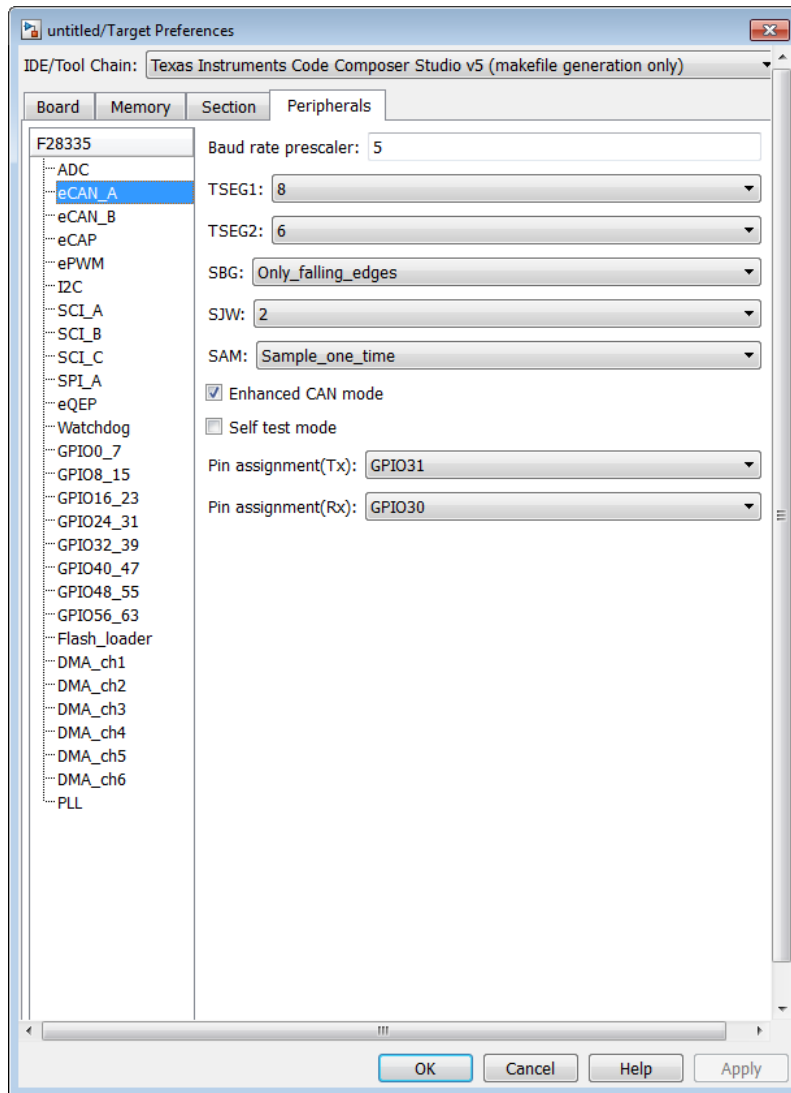 untitled/Target Preferences
IDE/Tool Chain: Texas Instruments Code Composer Studio v5 (makefile generation only)
Board Memory Section Peripherals
F28335
ADC
eCAN_A
eCAN_B
eCAP
ePWM
I2C
SCI_A
SCI_B
SCI_C
SPI_A
eQEP
Watchdog
GPIO0_7
GPIO8_15
GPIO16_23
GPIO24_31
GPIO32_39
GPIO40_47
GPIO48_55
GPIO56_63
Flash_loader
DMA_ch1
DMA_ch2
DMA_ch3
DMA_ch4
DMA_ch5
DMA_ch6
PLL
Baud rate prescaler: 5
TSEG1: 8
TSEG2: 6
SBG: Only_falling_edges
SJW: 2
SAM: Sample_one_time
Enhanced CAN mode
Self test mode
Pin assignment(Tx): GPIO31
Pin assignment(Rx): GPIO30
OK Cancel Help Apply